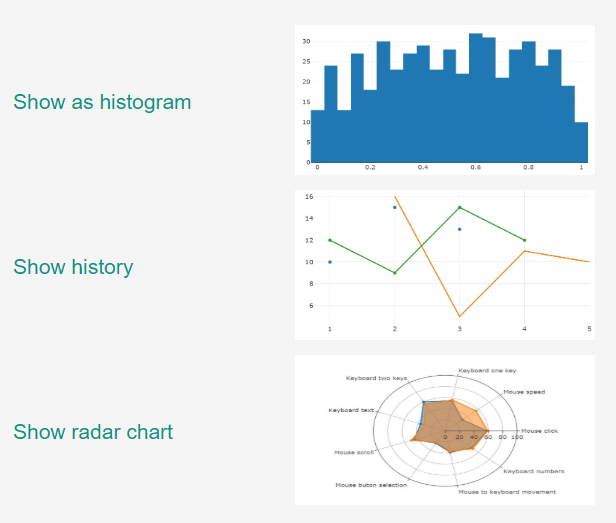 Show as histogram
30
25
20
15
10
5
0
0 0.2 0.4 0.6 0.8 1
Show history
16
14
12
10
8
6
1 2 3 4 5
Show radar chart
Keyboard one key
Keyboard two keys
Mouse speed
Keyboard text
Mouse click
0 20 40 60 80 100
Mouse scroll
Keyboard numbers
Mouse buton selection
Mouse to keyboard movement